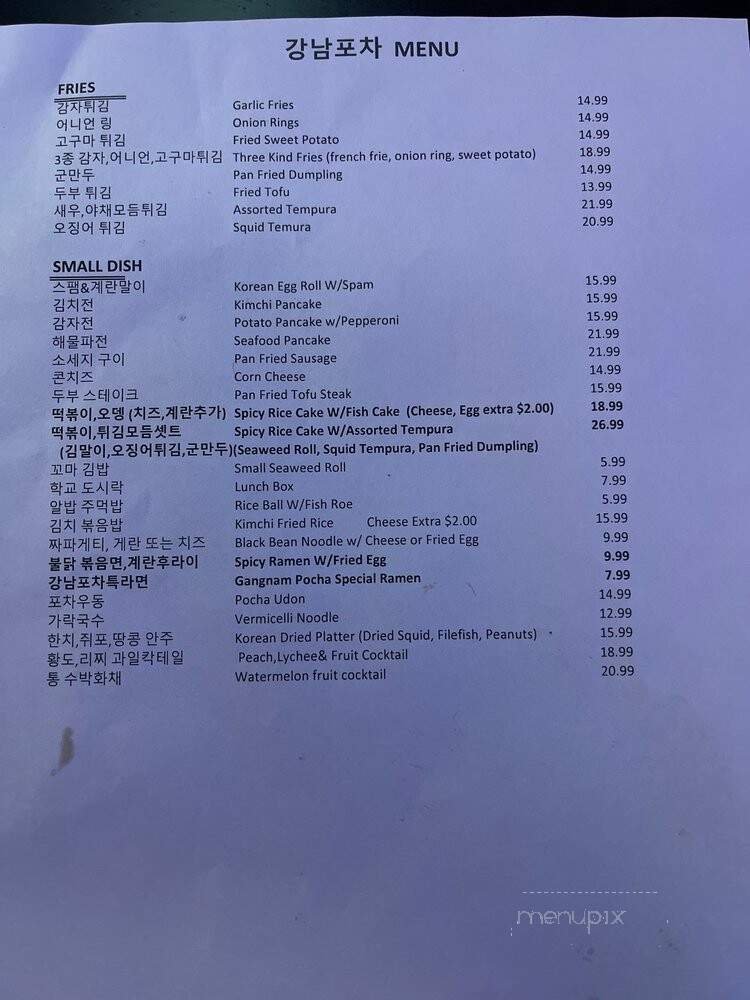 강남포차 MENU
FRIES
감자튀김 Garlic Fries 14.99
어니언 링 Onion Rings 14.99
고구마 튀김 Fried Sweet Potato 14.99
3종 감자,어니언,고구마튀김 Three Kind Fries (french frie, onion ring, sweet potato) 18.99
군만두 Pan Fried Dumpling 14.99
두부 튀김 Fried Tofu 13.99
새우,야채모듬튀김 Assorted Tempura 21.99
오징어 튀김 Squid Temura 20.99
SMALL DISH
스팸&계란말이 Korean Egg Roll W/Spam 15.99
김치전 Kimchi Pancake 15.99
감자전 Potato Pancake w/Pepperoni 15.99
해물파전 Seafood Pancake 21.99
소세지 구이 Pan Fried Sausage 21.99
콘치즈 Corn Cheese 14.99
두부 스테이크 Pan Fried Tofu Steak 15.99
떡볶이,오뎅 (치즈,계란추가) Spicy Rice Cake W/Fish Cake (Cheese, Egg extra $2.00) 18.99
떡볶이,튀김모듬셋트 Spicy Rice Cake W/Assorted Tempura 26.99
(김말이,오징어튀김,군만두)(Seaweed Roll, Squid Tempura, Pan Fried Dumpling)
꼬마 김밥 Small Seaweed Roll 5.99
학교 도시락 Lunch Box 7.99
알밥 주먹밥 Rice Ball W/Fish Roe 5.99
김치 볶음밥 Kimchi Fried Rice Cheese Extra $2.00 15.99
짜파게티, 게란 또는 치즈 Black Bean Noodle w/ Cheese or Fried Egg 9.99
불닭 볶음면,계란후라이 Spicy Ramen W/Fried Egg 9.99
강남포차특라면 Gangnam Pocha Special Ramen 7.99
포차우동 Pocha Udon 14.99
가락국수 Vermicelli Noodle 12.99
한치,쥐포,땅콩 안주 Korean Dried Platter (Dried Squid, Filefish, Peanuts) 15.99
황도,리찌 과일칵테일 Peach,Lychee& Fruit Cocktail 18.99
통 수박화채 Watermelon fruit cocktail 20.99
menupix